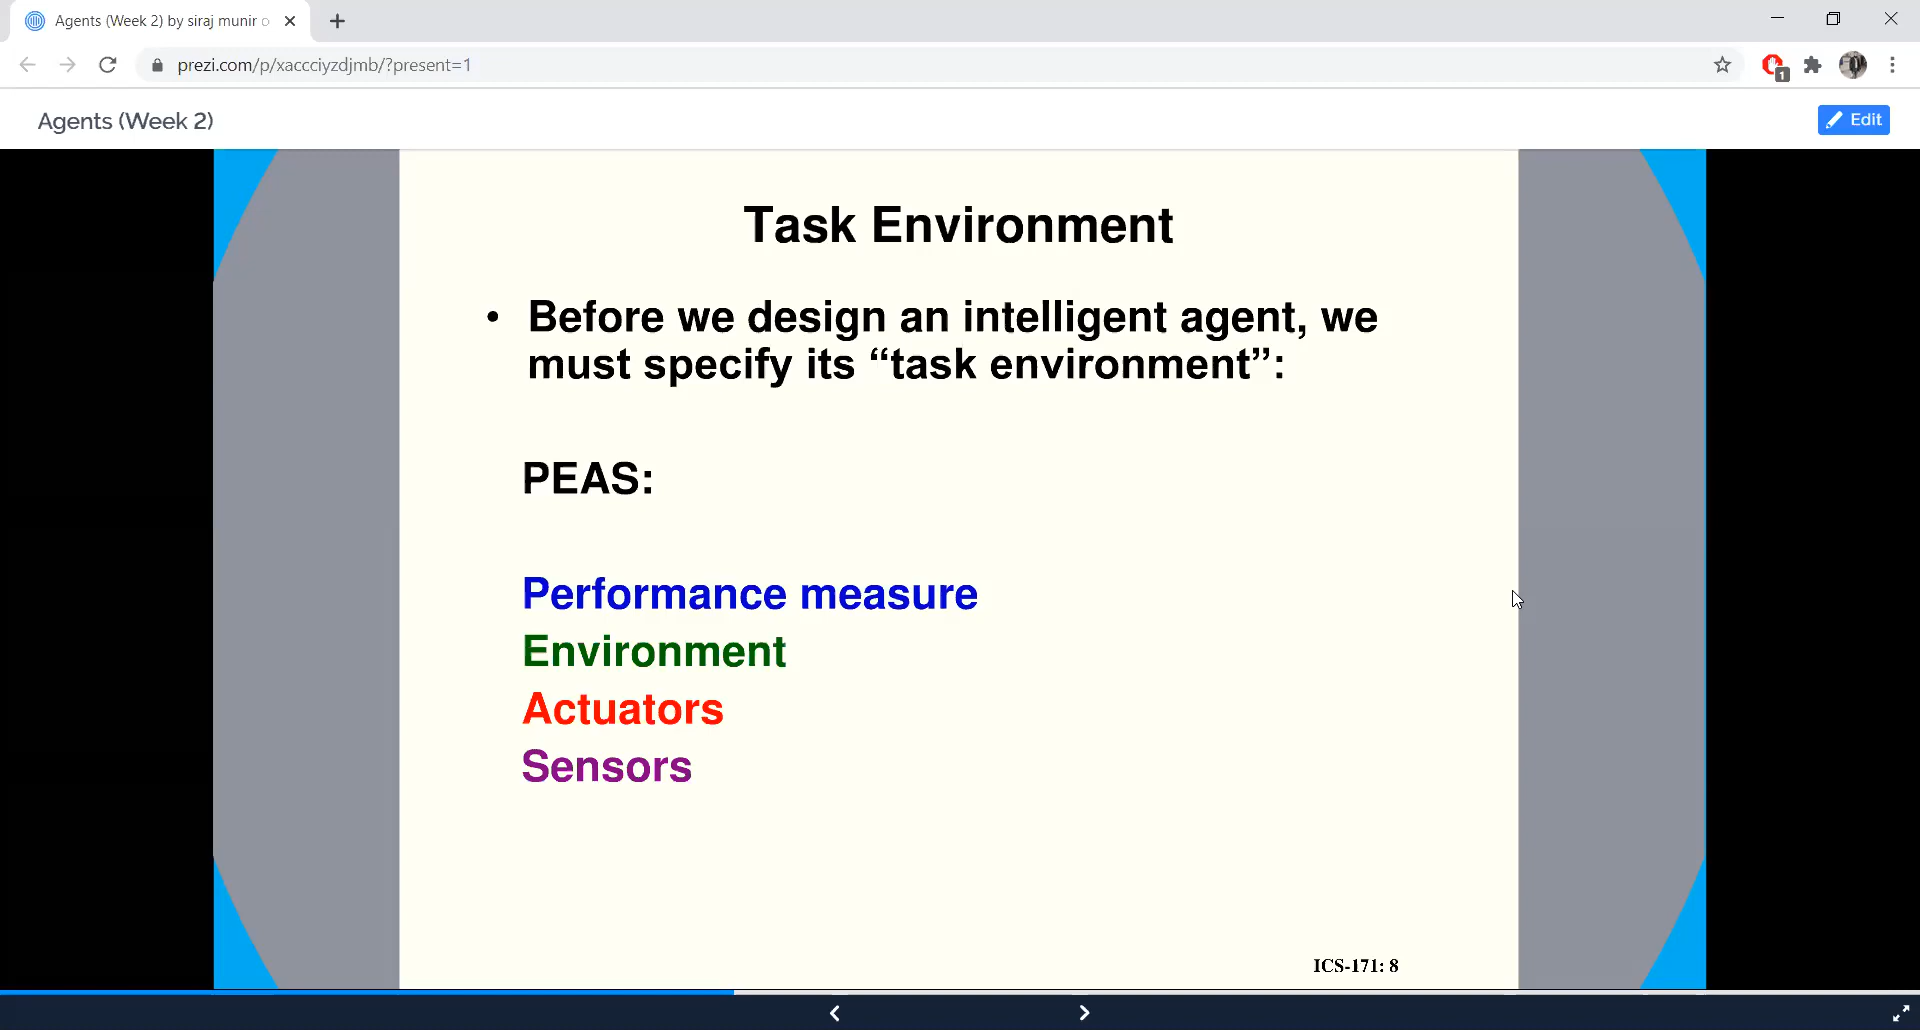 Agents (Week 2) by siraj munir o
prezi.com/p/xaccciyzdjmb/?present=1
1
Agents (Week 2)
Edit
Task Environment
• Before we design an intelligent agent, we
must specify its “task environment”:
PEAS:
Performance measure
Environment
Actuators
Sensors
ICS-171: 8